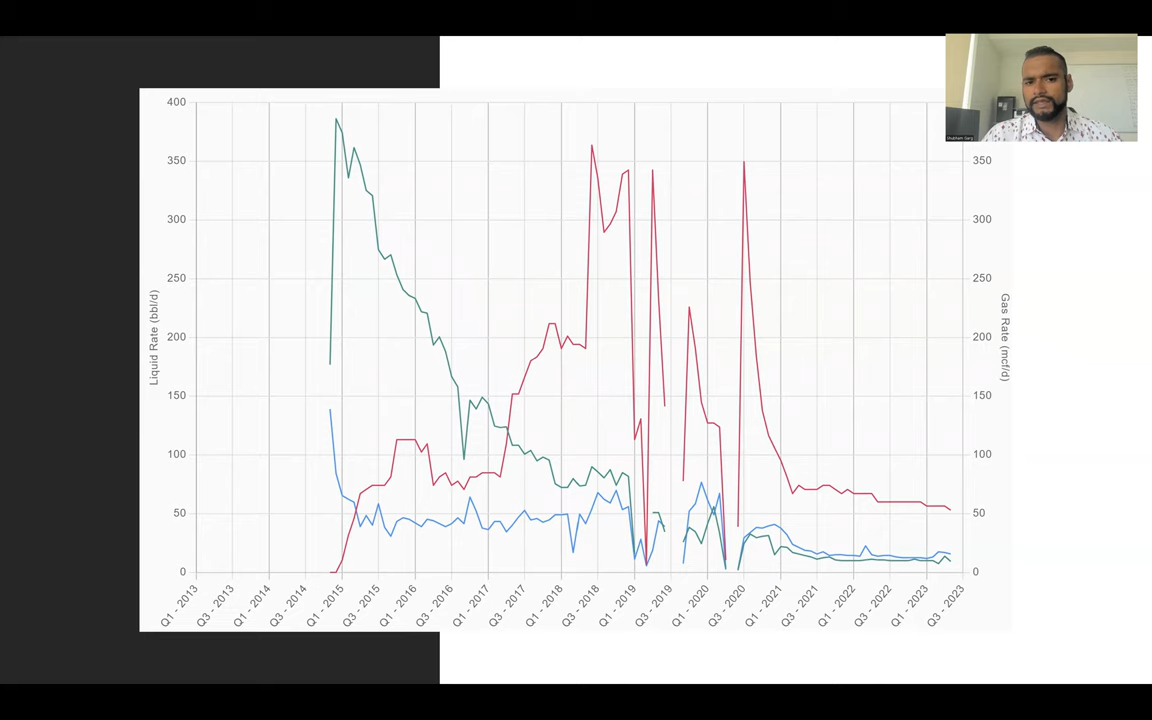 400
350
300
250
200
150
100
50
0
Liquid Rate (bbl/d)
350
300
250
200
150
100
50
0
Gas Rate (mcf/d)
Q1 - 2013
Q3 - 2013
Q1 - 2014
Q3 - 2014
Q1 - 2015
Q3 - 2015
Q1 - 2016
Q3 - 2016
Q1 - 2017
Q3 - 2017
Q1 - 2018
Q3 - 2018
Q1 - 2019
Q3 - 2019
Q1 - 2020
Q3 - 2020
Q1 - 2021
Q3 - 2021
Q1 - 2022
Q3 - 2022
Q1 - 2023
Q3 - 2023
Shubham Garg